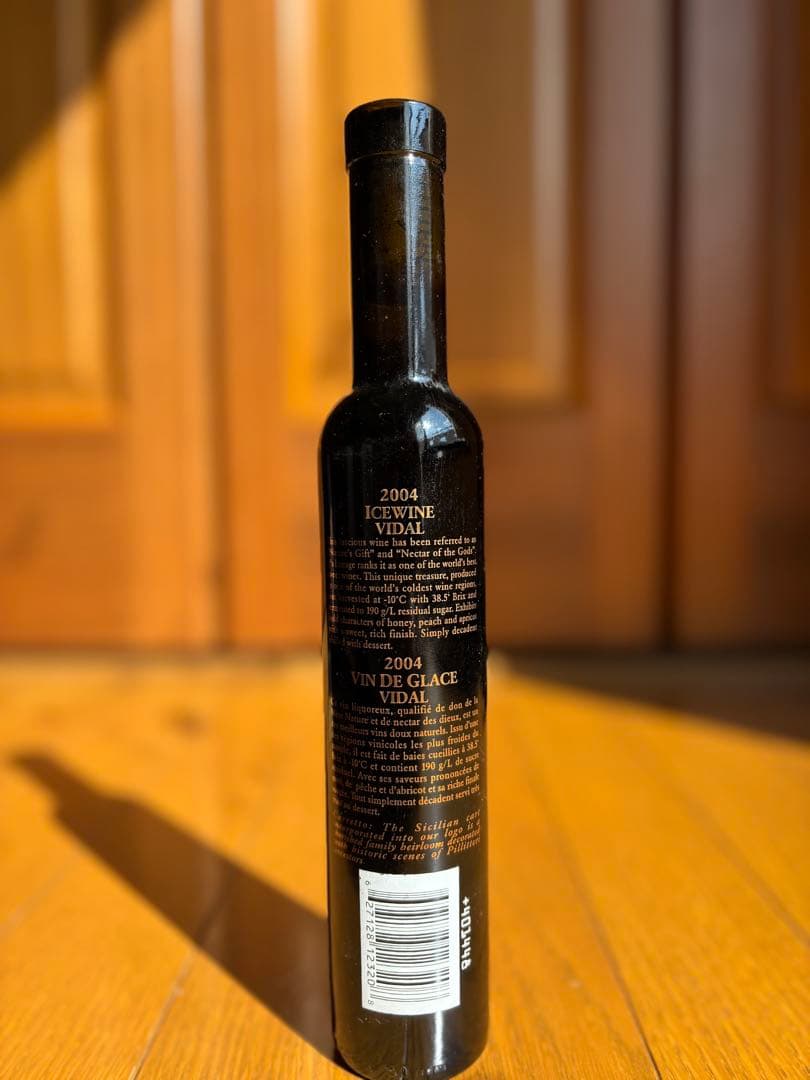 2004
ICEWINE
VIDAL
wine has been referred to as
Gift" and "Nectar of the Gods".
ranks it as one of the world's best
wines. This unique treasure, produced
of the world's coldest wine regions,
at -10°C with 38.5° Brix and
to 190 g/L residual sugar. Exhibits
characters of honey, peach and apricot
sweet, rich finish. Simply decadent
with dessert.
2004
VIN DE GLACE
VIDAL
vin liquoreux, qualifié de don de la
Nature et de nectar des dieux, est un
meilleurs vins doux naturels. Issu d'une
régions vinicoles les plus froides du
il est fait de baies cueillies à 38.5°
-10°C et contient 190 g/L de sucre
Avec ses saveurs prononcées de
de pêche et d'abricot et sa riche finale
Tout simplement décadent servi très
dessert.
The Sicilian cart
incorporated into our logo is a
family heirloom decorated
historic scenes of Pillitteri
ancestors
6 27128 12320 8
+403448